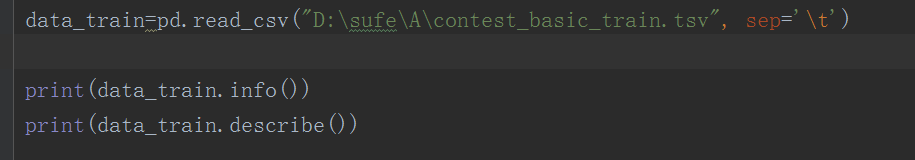 data_train=pd.read_csv("D:\sufe\A\contest_basic_train.tsv", sep='\t')
print(data_train.info())
print(data_train.describe())